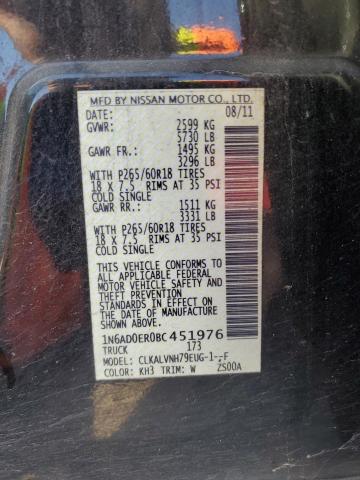 MFD BY NISSAN MOTOR CO., LTD.
DATE: 08/11
GVWR: 2599 KG
5730 LB
GAWR FR.: 1495 KG
3296 LB
WITH P265/60R18 TIRES
18 X 7.5 RIMS AT 35 PSI
COLD SINGLE
GAWR RR.: 1511 KG
3331 LB
WITH P265/60R18 TIRES
18 X 7.5 RIMS AT 35 PSI
COLD SINGLE
THIS VEHICLE CONFORMS TO
ALL APPLICABLE FEDERAL
MOTOR VEHICLE SAFETY AND
THEFT PREVENTION
STANDARDS IN EFFECT ON
THE DATE OF MANUFACTURE
SHOWN ABOVE.
1N6AD0ER0BC451976
TRUCK 173
MODEL: CLKALVNH79EUG-1-,F
COLOR: KH3 TRIM: W ZS00A